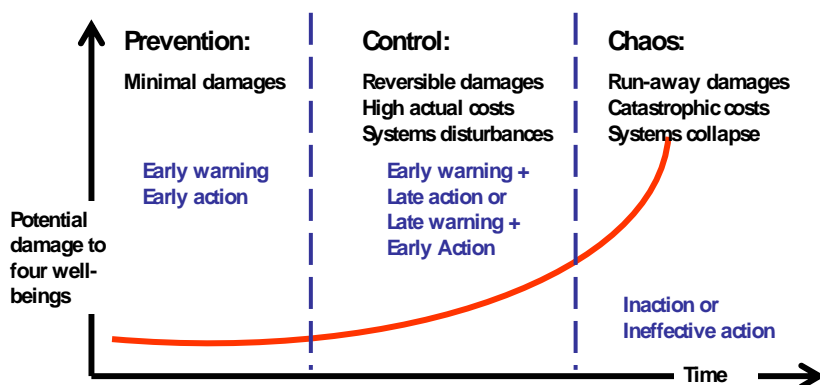 Prevention:
Minimal damages
Early warning
Early action
Control:
Reversible damages
High actual costs
Systems disturbances
Early warning +
Late action or
Late warning +
Early Action
Chaos:
Run-away damages
Catastrophic costs
Systems collapse
Inaction or
Ineffective action
Potential
damage to
four well-
beings
Time